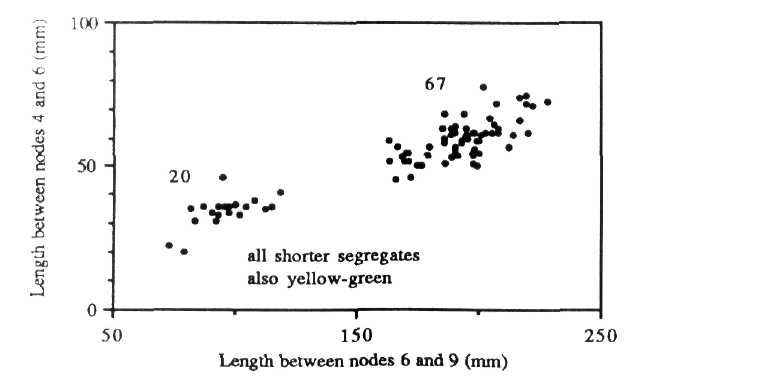 100
67
50
20
all shorter segregates
also yellow-green
0
50
150
250
Length between nodes 6 and 9 (mm)
Length between nodes 4 and 6 (mm)